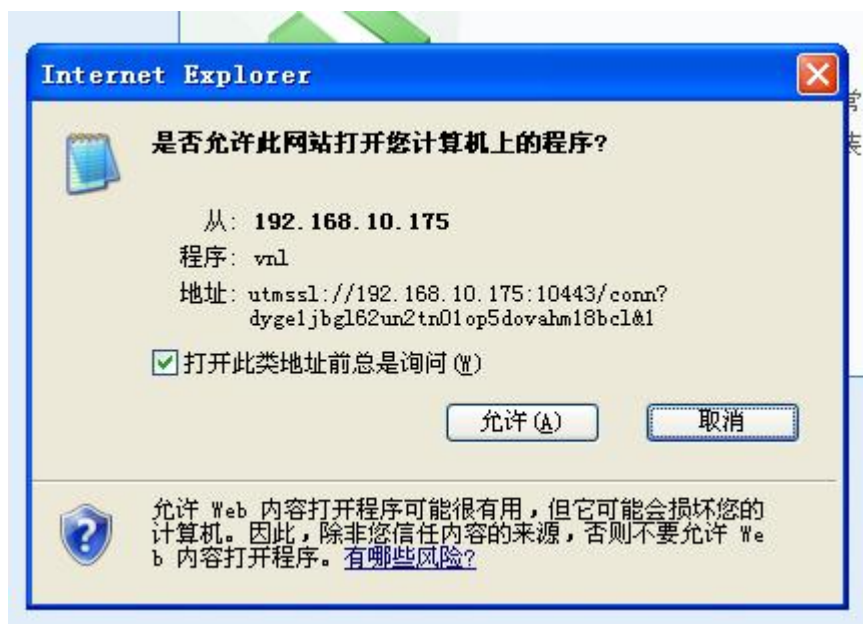 Internet Explorer
是否允许此网站打开您计算机上的程序?
从: 192.168.10.175
程序: vnl
地址: utmssl://192.168.10.175:10443/conn?
dyge1jbgl62un2tn01op5dovahm18bcl&1
打开此类地址前总是询问(W)
允许(A)
取消
允许 Web 内容打开程序可能很有用，但它可能会损坏您的
计算机。因此，除非您信任内容的来源，否则不要允许 We
b 内容打开程序。有哪些风险?
常
装